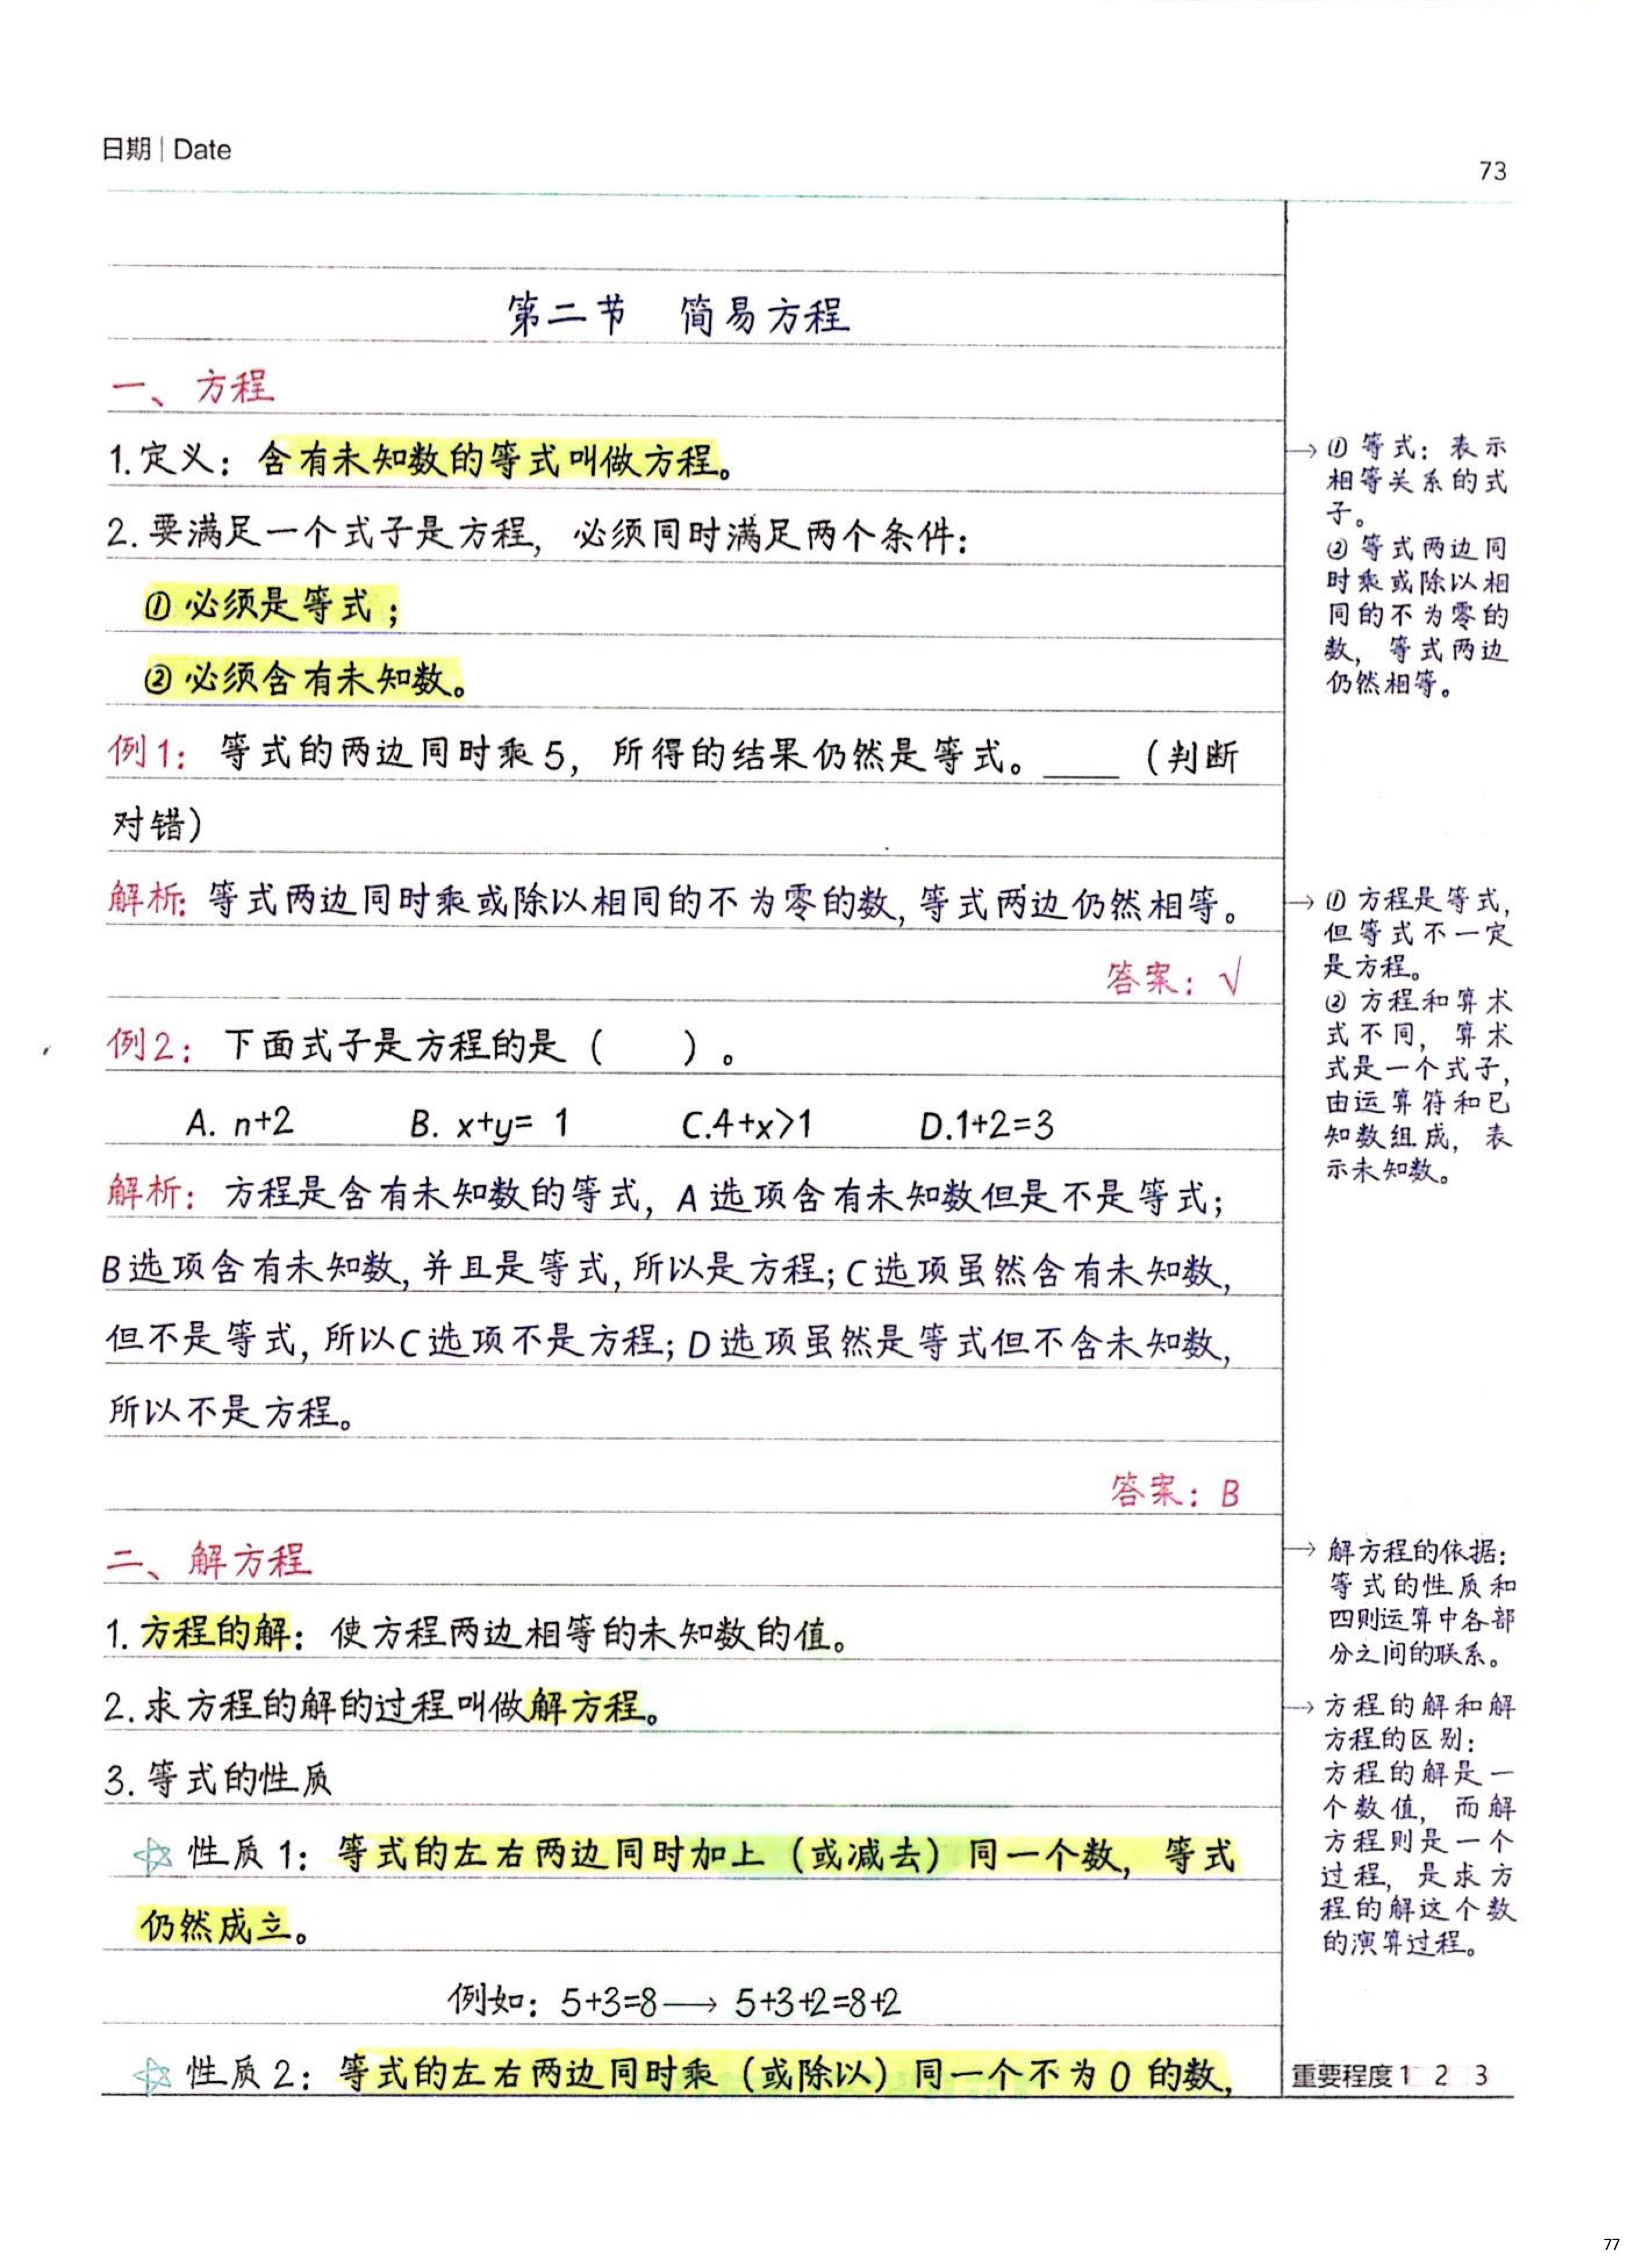 日期 | Date
73
第二节 简易方程
一、方程
1.定义：含有未知数的等式叫做方程。
2.要满足一个式子是方程，必须同时满足两个条件：
①必须是等式；
②必须含有未知数。
例1：等式的两边同时乘5，所得的结果仍然是等式。____（判断
对错）
解析：等式两边同时乘或除以相同的不为零的数，等式两边仍然相等。
答案：√
例2：下面式子是方程的是（　　）。
A. n+2 B. x+y= 1 C.4+x>1 D.1+2=3
解析：方程是含有未知数的等式，A选项含有未知数但是不是等式；
B选项含有未知数，并且是等式，所以是方程；C选项虽然含有未知数，
但不是等式，所以C选项不是方程；D选项虽然是等式但不含未知数，
所以不是方程。
答案：B
二、解方程
1.方程的解：使方程两边相等的未知数的值。
2.求方程的解的过程叫做解方程。
3.等式的性质
☆性质1：等式的左右两边同时加上（或减去）同一个数，等式
仍然成立。
例如：5+3=8→5+3+2=8+2
☆性质2：等式的左右两边同时乘（或除以）同一个不为0的数，
→①等式：表示
相等关系的式
子。
②等式两边同
时乘或除以相
同的不为零的
数，等式两边
仍然相等。
→①方程是等式，
但等式不一定
是方程。
②方程和算术
式不同，算术
式是一个式子，
由运算符和已
知数组成，表
示未知数。
→解方程的依据：
等式的性质和
四则运算中各部
分之间的联系。
→方程的解和解
方程的区别：
方程的解是一
个数值，而解
方程则是一个
过程，是求方
程的解这个数
的演算过程。
重要程度1 2 3
77